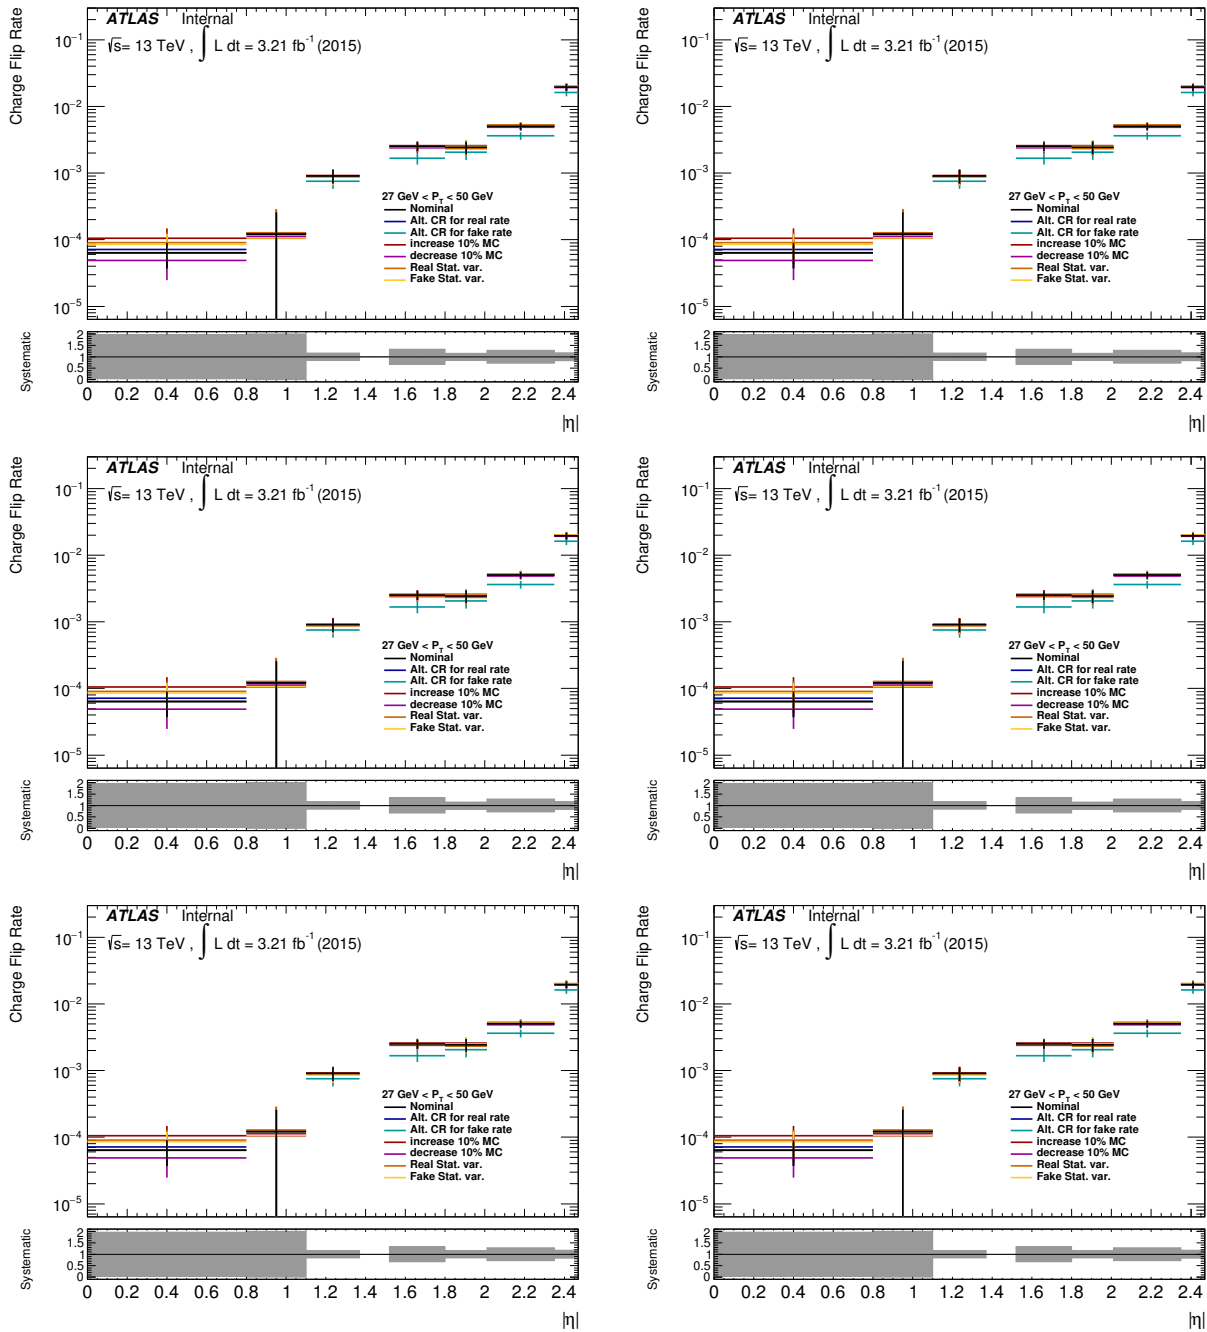 ATLAS Internal
√s= 13 TeV , ∫ L dt = 3.21 fb⁻¹ (2015)
Charge Flip Rate
10⁻¹
10⁻²
10⁻³
10⁻⁴
10⁻⁵
27 GeV < P_T < 50 GeV
Nominal
Alt. CR for real rate
Alt. CR for fake rate
increase 10% MC
decrease 10% MC
Real Stat. var.
Fake Stat. var.
Systematic
2
1.5
1
0.5
0
0 0.2 0.4 0.6 0.8 1 1.2 1.4 1.6 1.8 2 2.2 2.4
|η|
ATLAS Internal
√s= 13 TeV , ∫ L dt = 3.21 fb⁻¹ (2015)
Charge Flip Rate
10⁻¹
10⁻²
10⁻³
10⁻⁴
10⁻⁵
27 GeV < P_T < 50 GeV
Nominal
Alt. CR for real rate
Alt. CR for fake rate
increase 10% MC
decrease 10% MC
Real Stat. var.
Fake Stat. var.
Systematic
2
1.5
1
0.5
0
0 0.2 0.4 0.6 0.8 1 1.2 1.4 1.6 1.8 2 2.2 2.4
|η|
ATLAS Internal
√s= 13 TeV , ∫ L dt = 3.21 fb⁻¹ (2015)
Charge Flip Rate
10⁻¹
10⁻²
10⁻³
10⁻⁴
10⁻⁵
27 GeV < P_T < 50 GeV
Nominal
Alt. CR for real rate
Alt. CR for fake rate
increase 10% MC
decrease 10% MC
Real Stat. var.
Fake Stat. var.
Systematic
2
1.5
1
0.5
0
0 0.2 0.4 0.6 0.8 1 1.2 1.4 1.6 1.8 2 2.2 2.4
|η|
ATLAS Internal
√s= 13 TeV , ∫ L dt = 3.21 fb⁻¹ (2015)
Charge Flip Rate
10⁻¹
10⁻²
10⁻³
10⁻⁴
10⁻⁵
27 GeV < P_T < 50 GeV
Nominal
Alt. CR for real rate
Alt. CR for fake rate
increase 10% MC
decrease 10% MC
Real Stat. var.
Fake Stat. var.
Systematic
2
1.5
1
0.5
0
0 0.2 0.4 0.6 0.8 1 1.2 1.4 1.6 1.8 2 2.2 2.4
|η|
ATLAS Internal
√s= 13 TeV , ∫ L dt = 3.21 fb⁻¹ (2015)
Charge Flip Rate
10⁻¹
10⁻²
10⁻³
10⁻⁴
10⁻⁵
27 GeV < P_T < 50 GeV
Nominal
Alt. CR for real rate
Alt. CR for fake rate
increase 10% MC
decrease 10% MC
Real Stat. var.
Fake Stat. var.
Systematic
2
1.5
1
0.5
0
0 0.2 0.4 0.6 0.8 1 1.2 1.4 1.6 1.8 2 2.2 2.4
|η|
ATLAS Internal
√s= 13 TeV , ∫ L dt = 3.21 fb⁻¹ (2015)
Charge Flip Rate
10⁻¹
10⁻²
10⁻³
10⁻⁴
10⁻⁵
27 GeV < P_T < 50 GeV
Nominal
Alt. CR for real rate
Alt. CR for fake rate
increase 10% MC
decrease 10% MC
Real Stat. var.
Fake Stat. var.
Systematic
2
1.5
1
0.5
0
0 0.2 0.4 0.6 0.8 1 1.2 1.4 1.6 1.8 2 2.2 2.4
|η|